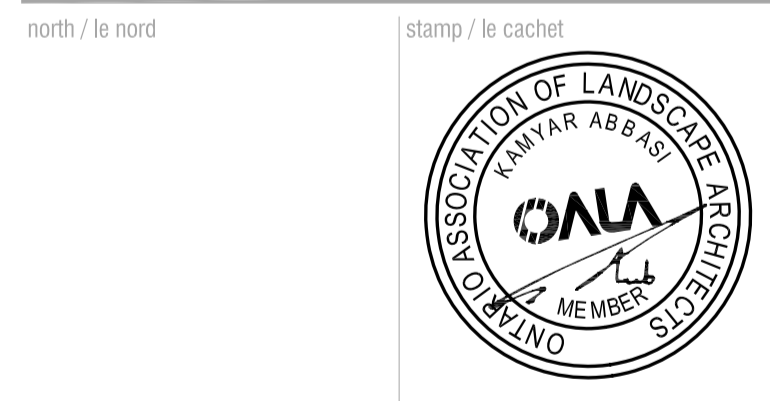 north / le nord
stamp / le cachet
ONTARIO ASSOCIATION OF LANDSCAPE ARCHITECTS
KAMYAR ABBASI
OALA
MEMBER